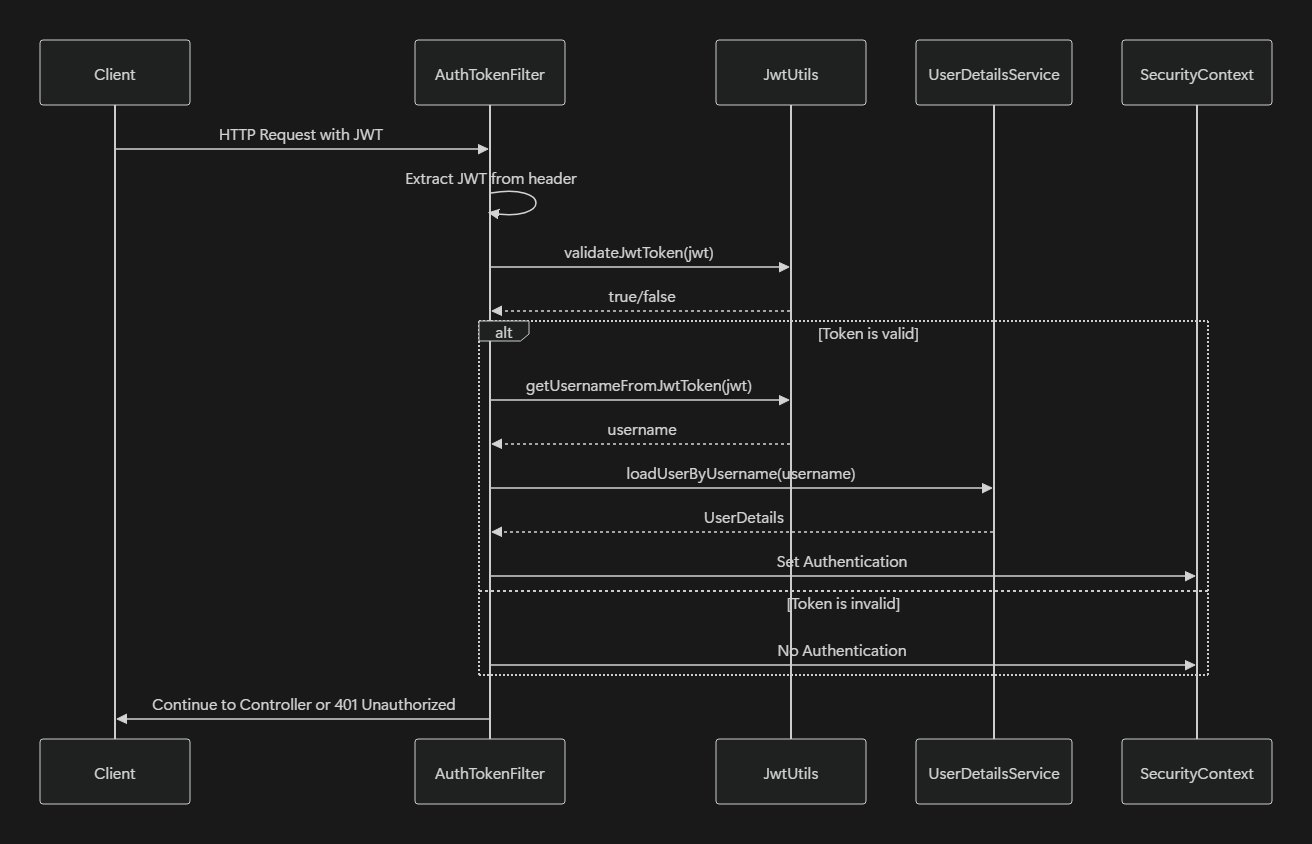 Client
AuthTokenFilter
JwtUtils
UserDetailsService
SecurityContext
HTTP Request with JWT
Extract JWT from header
validateJwtToken(jwt)
true/false
alt
[Token is valid]
getUsernameFromJwtToken(jwt)
username
loadUserByUsername(username)
UserDetails
Set Authentication
[Token is invalid]
No Authentication
Continue to Controller or 401 Unauthorized
Client
AuthTokenFilter
JwtUtils
UserDetailsService
SecurityContext